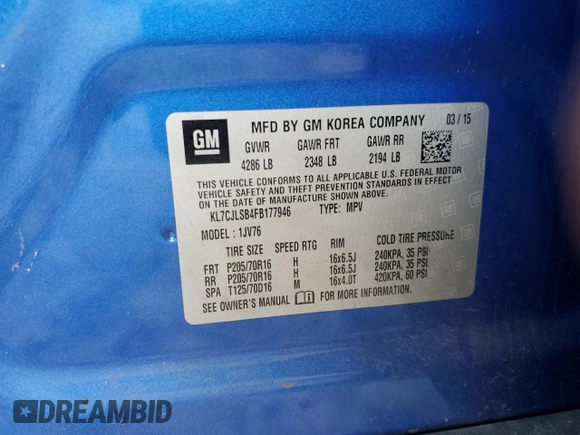 GM
MFD BY GM KOREA COMPANY 03 / 15
GVWR GAWR FRT GAWR RR
4286 LB 2348 LB 2194 LB
THIS VEHICLE CONFORMS TO ALL APPLICABLE U.S. FEDERAL MOTOR
VEHICLE SAFETY AND THEFT PREVENTION STANDARDS IN EFFECT
ON THE DATE OF MANUFACTURE SHOWN ABOVE.
KL7CJLSB4FB177946 TYPE: MPV
MODEL : 1JV76
TIRE SIZE SPEED RTG RIM COLD TIRE PRESSURE
FRT P205/70R16 H 16x6.5J 240KPA, 35 PSI
RR P205/70R16 H 16x6.5J 240KPA, 35 PSI
SPA T125/70D16 M 16x4.0T 420KPA, 60 PSI
SEE OWNER'S MANUAL FOR MORE INFORMATION.
DREAMBID